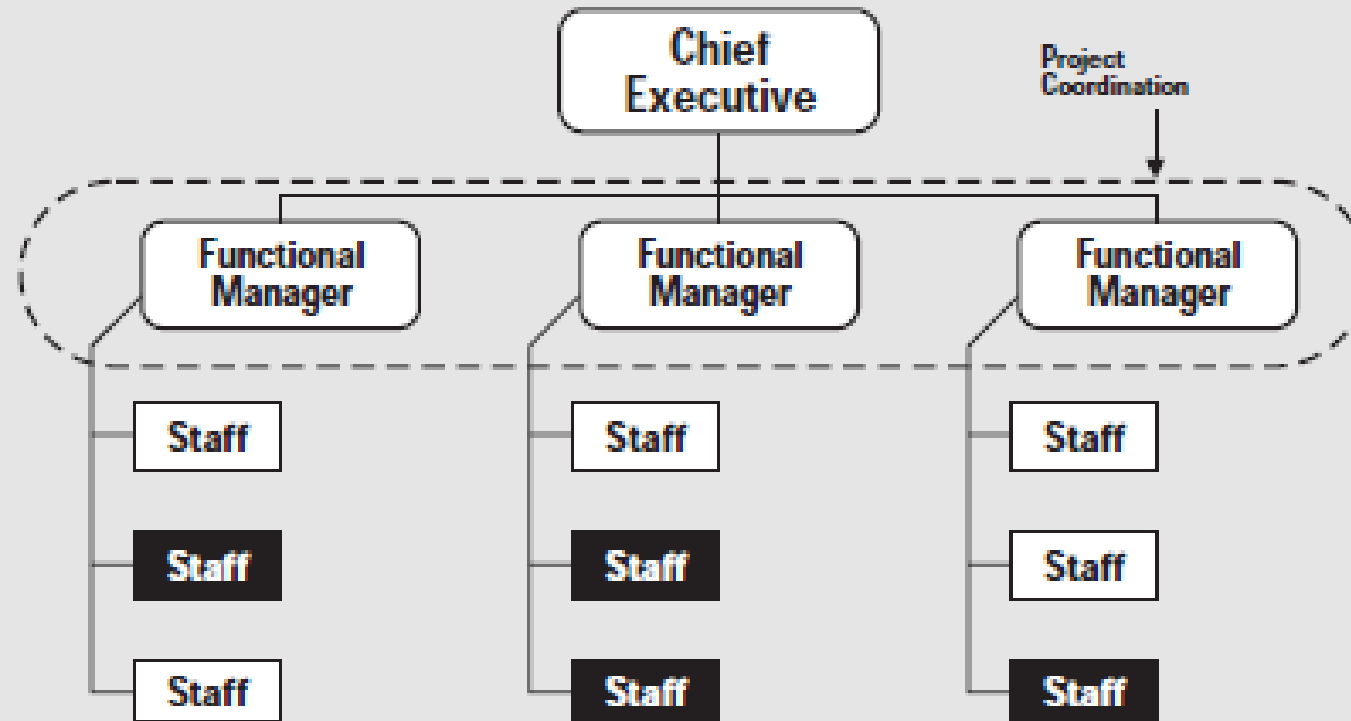 Chief
Executive
Project
Coordination
Functional
Manager
Functional
Manager
Functional
Manager
Staff
Staff
Staff
Staff
Staff
Staff
Staff
Staff
Staff